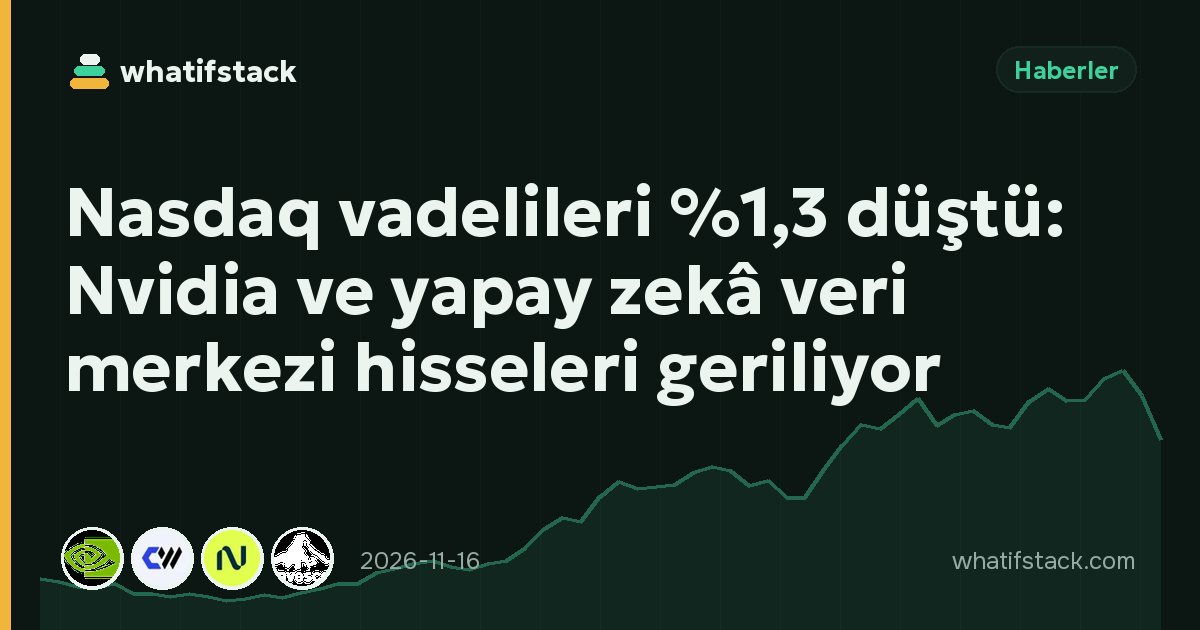 whatifstack
Haberler
Nasdaq vadelileri %1,3 düştü:
Nvidia ve yapay zekâ veri
merkezi hisseleri geriliyor
2026-11-16
whatifstack.com